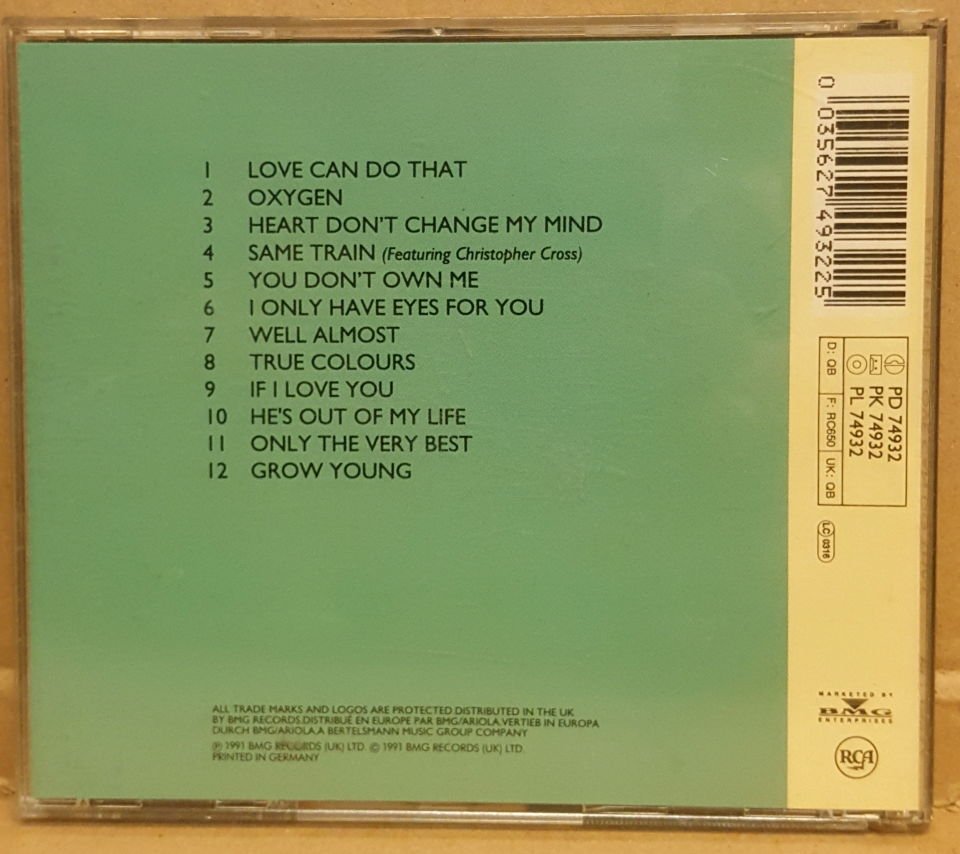 1 LOVE CAN DO THAT
2 OXYGEN
3 HEART DON'T CHANGE MY MIND
4 SAME TRAIN (Featuring Christopher Cross)
5 YOU DON'T OWN ME
6 I ONLY HAVE EYES FOR YOU
7 WELL ALMOST
8 TRUE COLOURS
9 IF I LOVE YOU
10 HE'S OUT OF MY LIFE
11 ONLY THE VERY BEST
12 GROW YOUNG
ALL TRADE MARKS AND LOGOS ARE PROTECTED DISTRIBUTED IN THE UK
BY BMG RECORDS.DISTRIBUÉ EN EUROPE PAR BMG/ARIOLA.VERTIEB IN EUROPA
DURCH BMG/ARIOLA.A BERTELSMANN MUSIC GROUP COMPANY
℗ 1991 BMG RECORDS (UK) LTD. © 1991 BMG RECORDS (UK) LTD.
PRINTED IN GERMANY
0 035627 493225
PD 74932
PK 74932
PL 74932
D: QB F: RC650 UK: QB
LC 0316
MARKETED BY
BMG
ENTERPRISES
RCA